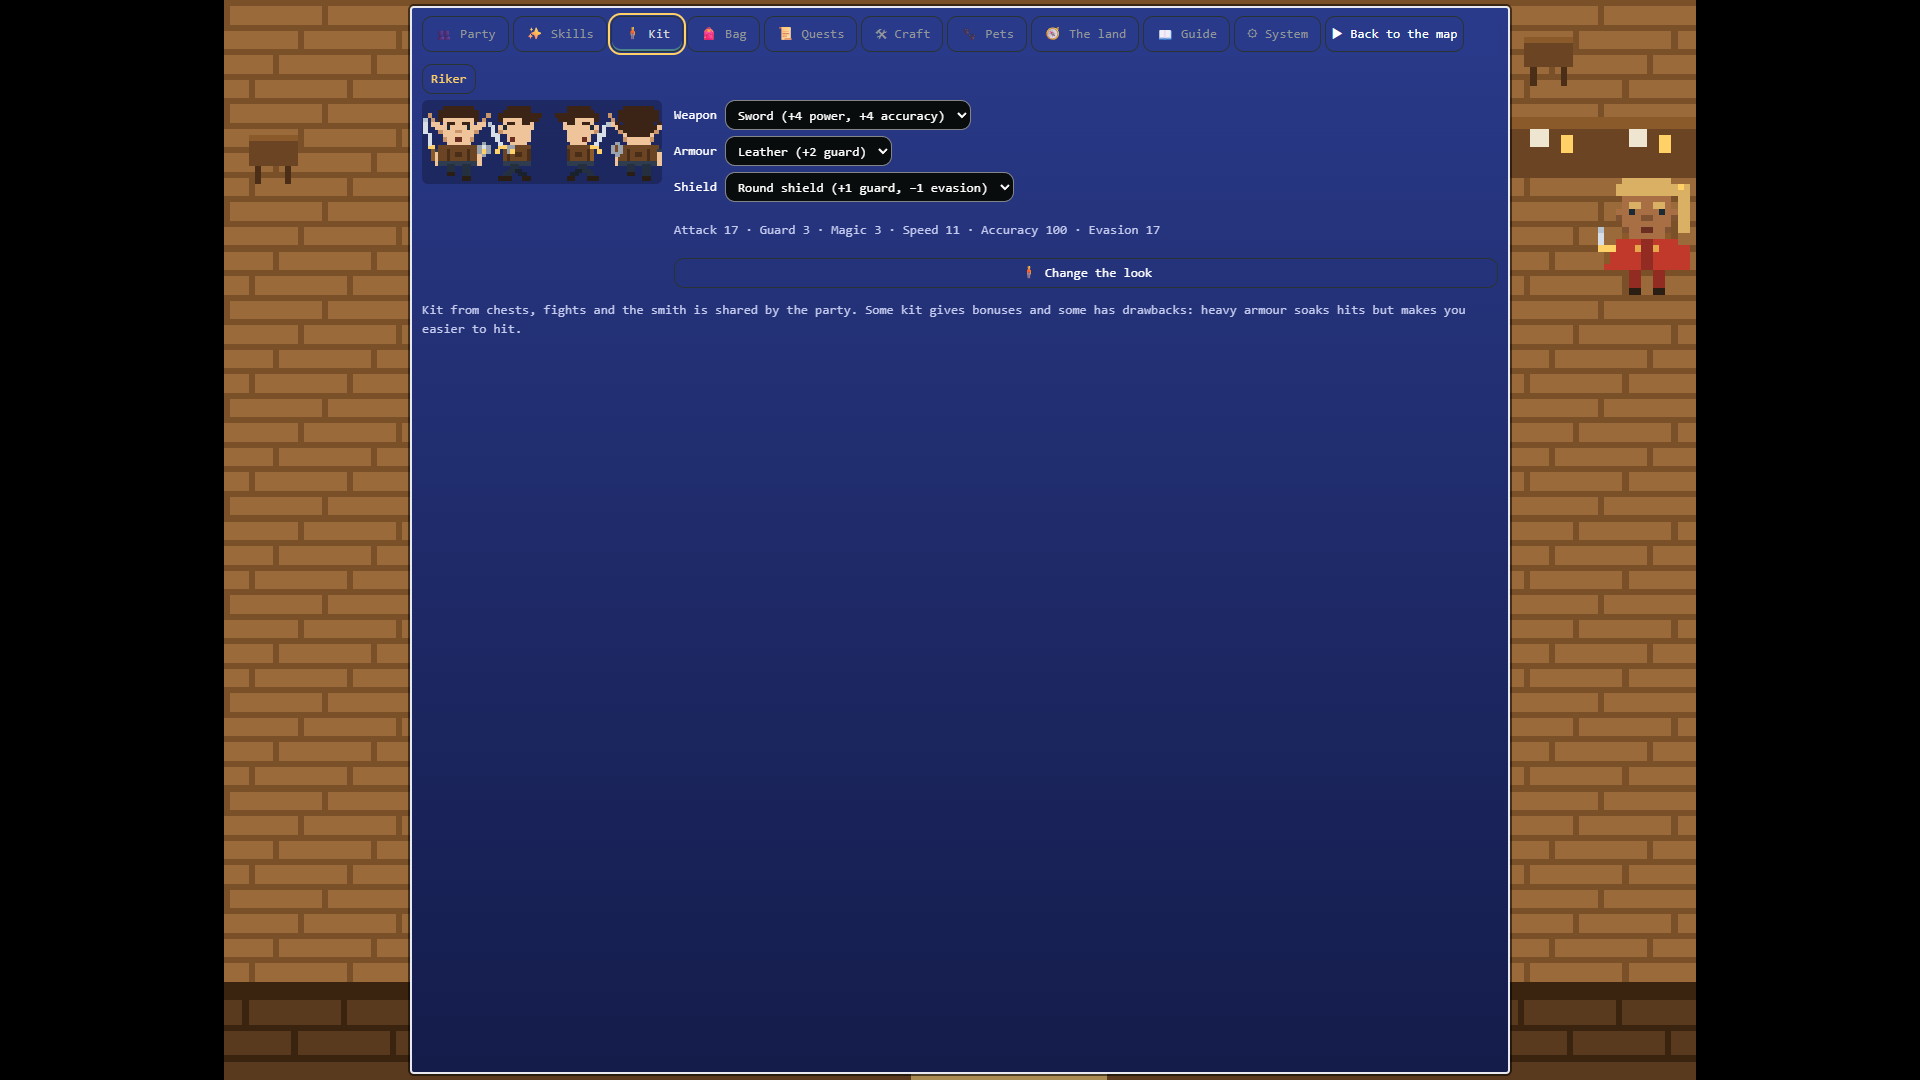 Party
Skills
Kit
Bag
Quests
Craft
Pets
The land
Guide
System
Back to the map
Riker
Weapon Sword (+4 power, +4 accuracy)
Armour Leather (+2 guard)
Shield Round shield (+1 guard, −1 evasion)
Attack 17 · Guard 3 · Magic 3 · Speed 11 · Accuracy 100 · Evasion 17
Change the look
Kit from chests, fights and the smith is shared by the party. Some kit gives bonuses and some has drawbacks: heavy armour soaks hits but makes you
easier to hit.